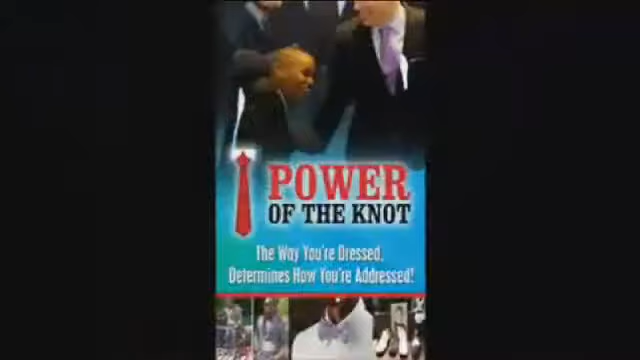 POWER
OF THE KNOT
The Way You're Dressed,
Determines How You're Addressed!